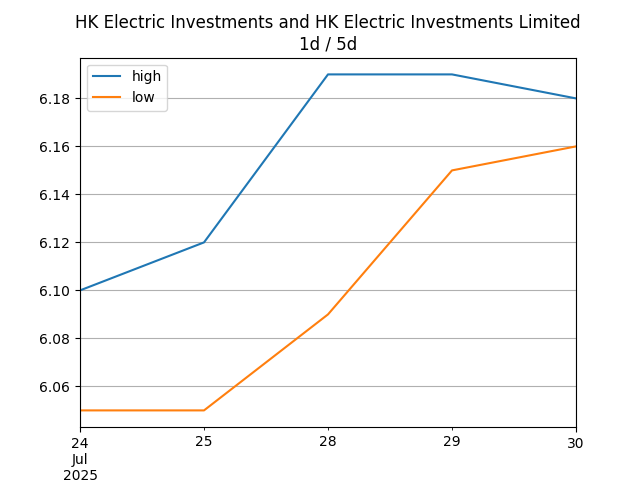 HK Electric Investments and HK Electric Investments Limited
1d / 5d
high
low
6.18
6.16
6.14
6.12
6.10
6.08
6.06
24
25
28
29
30
Jul
2025